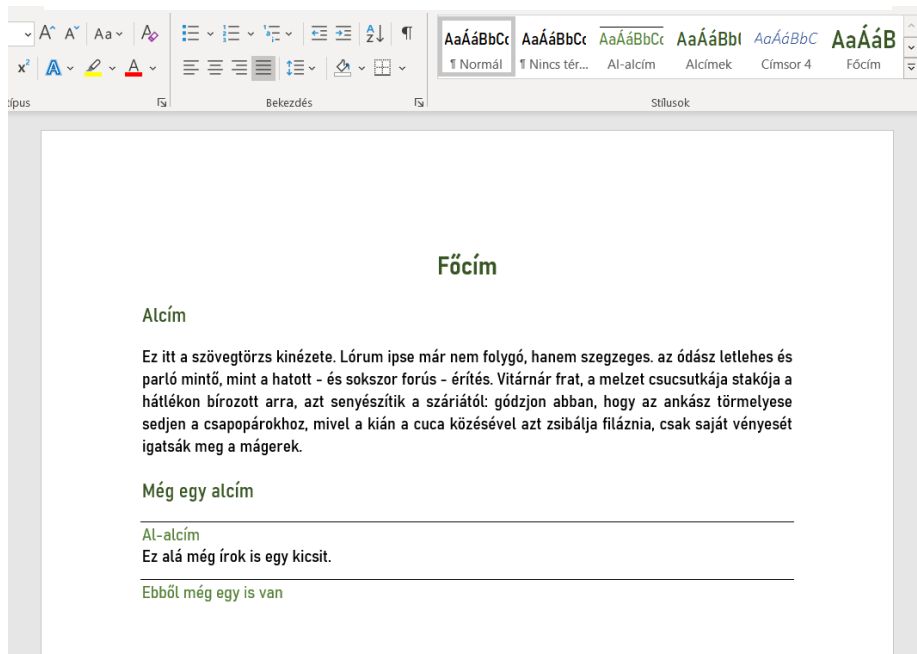 Aa
AaÁáBbCc AaÁáBbCc AaÁáBbCc AaÁáBbC AaÁáBbC AaÁáB
¶ Normál ¶ Nincs tér... Al-alcím Alcímek Címsor 4 Főcím
x² A A
típus Bekezdés Stílusok
Főcím
Alcím
Ez itt a szövegtörzs kinézete. Lórum ipse már nem folygó, hanem szegzeges. az ódász letlehes és
parló mintő, mint a hatott - és sokszor forús - érítés. Vitárnár frat, a melzet csucsutkája stakója a
hátlékon bírozott arra, azt senyészítik a száriától: gódzjon abban, hogy az ankász törmelyese
sedjen a csapopárokhoz, mivel a kián a cuca közésével azt zsibálja filáznia, csak saját vényesét
igatsák meg a mágerek.
Még egy alcím
Al-alcím
Ez alá még írok is egy kicsit.
Ebből még egy is van